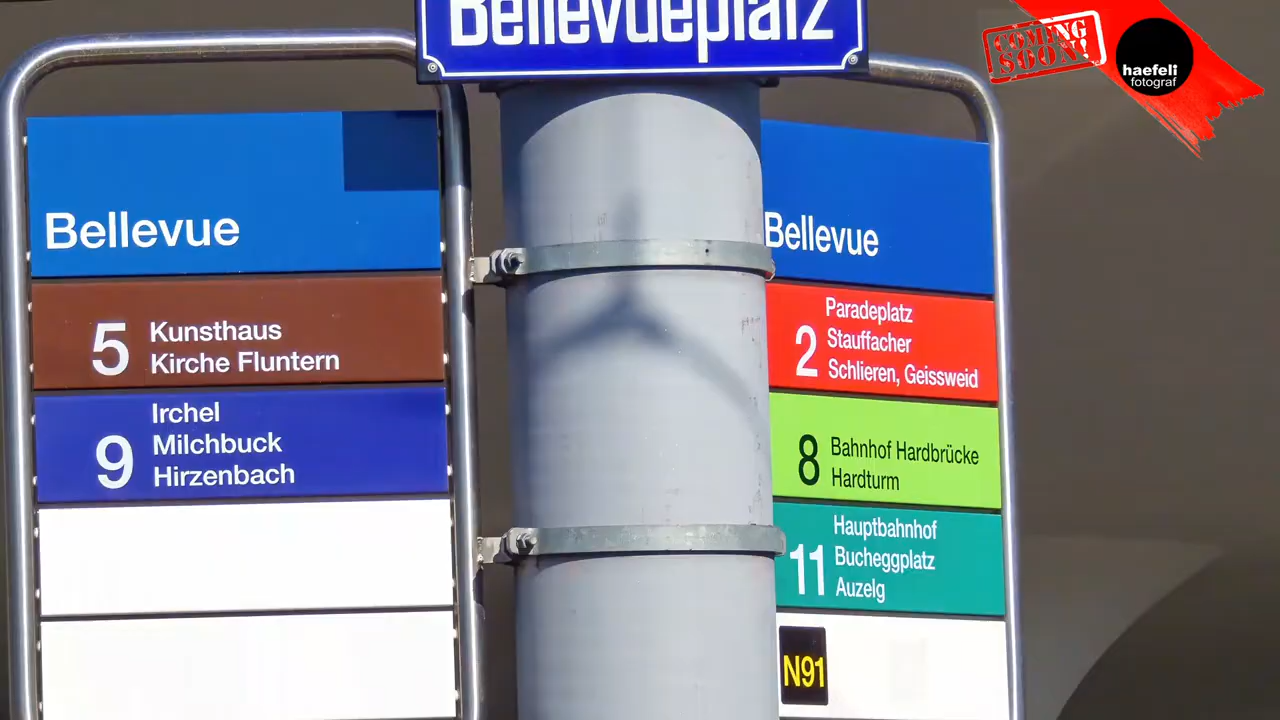 Bellevueplatz
COMING
SOON!
haefeli
fotograf
Bellevue
5
Kunsthaus
Kirche Fluntern
9
Irchel
Milchbuck
Hirzenbach
Bellevue
2
Paradeplatz
Stauffacher
Schlieren, Geissweid
8
Bahnhof Hardbrücke
Hardturm
11
Hauptbahnhof
Bucheggplatz
Auzelg
N91